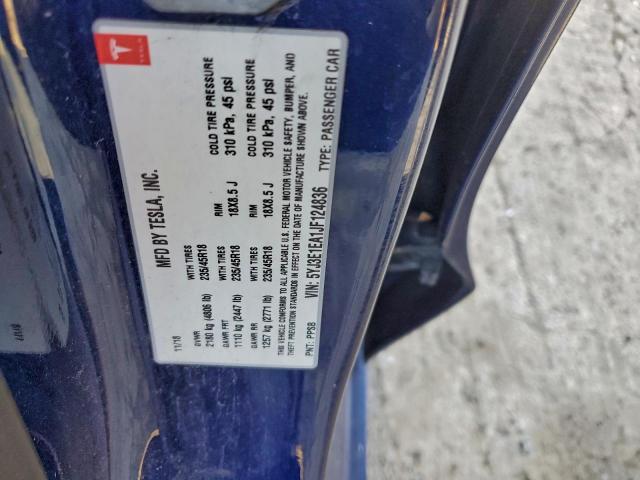 TESLA
MFD BY TESLA, INC.
11/18
GVWR WITH TIRES RIM COLD TIRE PRESSURE
2180 kg (4806 lb) 235/45R18 18X8.5 J 310 kPa, 45 psi
GAWR FRT WITH TIRES RIM COLD TIRE PRESSURE
1110 kg (2447 lb) 235/45R18 18X8.5 J 310 kPa, 45 psi
GAWR RR WITH TIRES
1257 kg (2771 lb) 235/45R18
THIS VEHICLE CONFORMS TO ALL APPLICABLE U.S. FEDERAL MOTOR VEHICLE SAFETY, BUMPER, AND
THEFT PREVENTION STANDARDS IN EFFECT ON THE DATE OF MANUFACTURE SHOWN ABOVE.
VIN: 5YJ3E1EA1JF124836 TYPE: PASSENGER CAR
PNT: PPSB